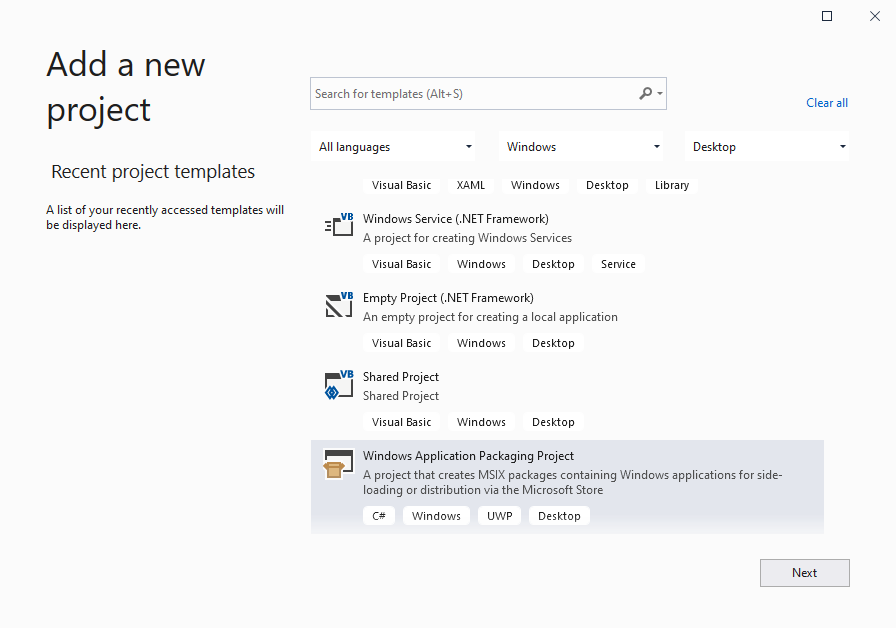 Add a new
project
Recent project templates
A list of your recently accessed templates will
be displayed here.
Search for templates (Alt+S)
Clear all
All languages Windows Desktop
Visual Basic XAML Windows Desktop Library
VB
Windows Service (.NET Framework)
A project for creating Windows Services
Visual Basic Windows Desktop Service
VB
Empty Project (.NET Framework)
An empty project for creating a local application
Visual Basic Windows Desktop
VB
Shared Project
Shared Project
Visual Basic Windows Desktop
Windows Application Packaging Project
A project that creates MSIX packages containing Windows applications for side-
loading or distribution via the Microsoft Store
C# Windows UWP Desktop
Next